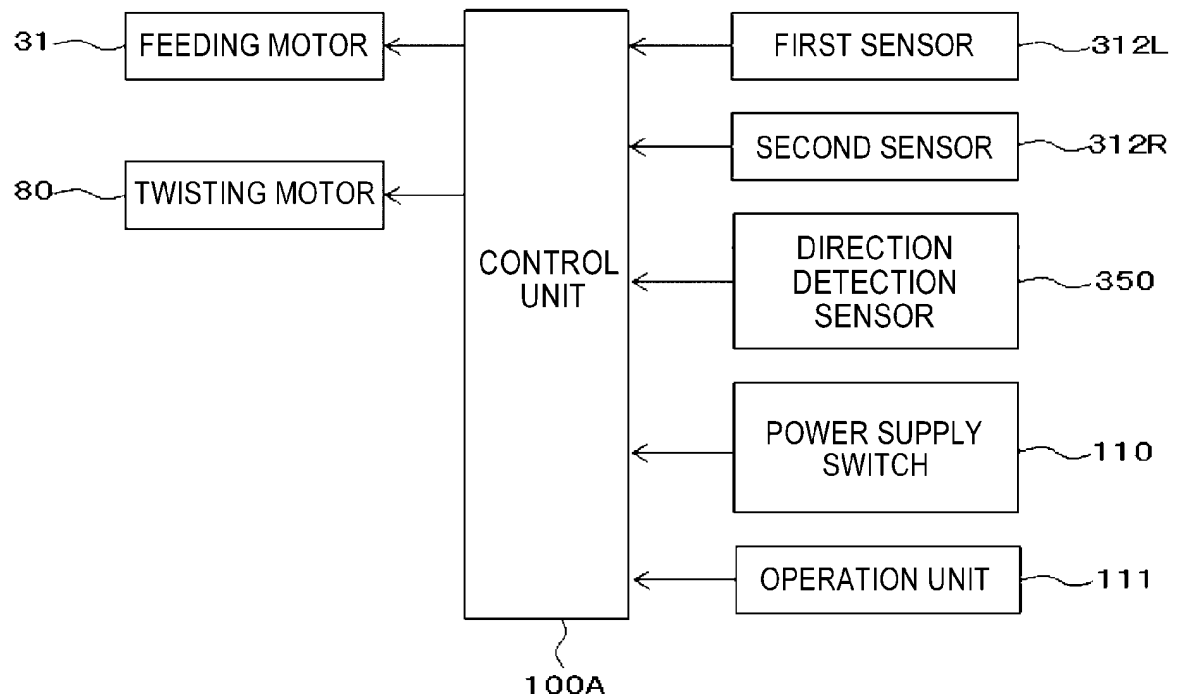 31
FEEDING MOTOR
FIRST SENSOR
312L
SECOND SENSOR
312R
80
TWISTING MOTOR
CONTROL
UNIT
DIRECTION
DETECTION
SENSOR
350
POWER SUPPLY
SWITCH
110
OPERATION UNIT
111
100A